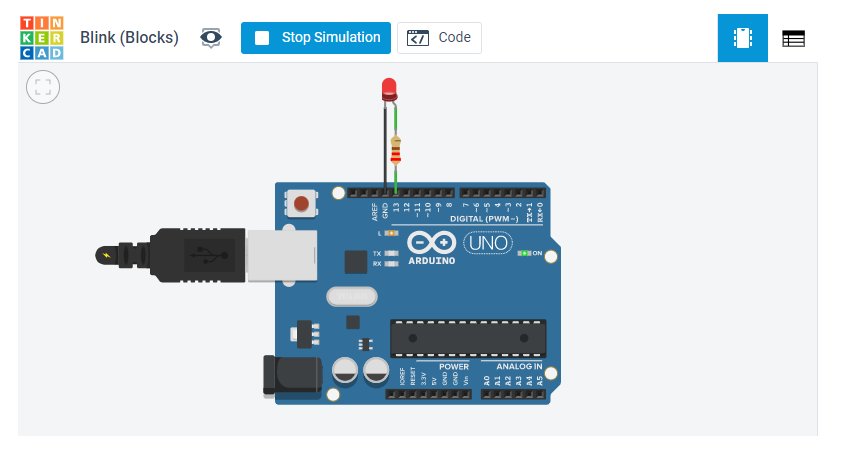 TIN
KER
CAD
Blink (Blocks)
Stop Simulation
Code
AREF
GND
13
12
~11
~10
~9
8
7
~6
~5
4
~3
2
TX→1
RX←0
DIGITAL (PWM~)
L
TX
RX
UNO
ARDUINO
ON
POWER
ANALOG IN
IOREF
RESET
3.3V
5V
GND
GND
Vin
A0
A1
A2
A3
A4
A5